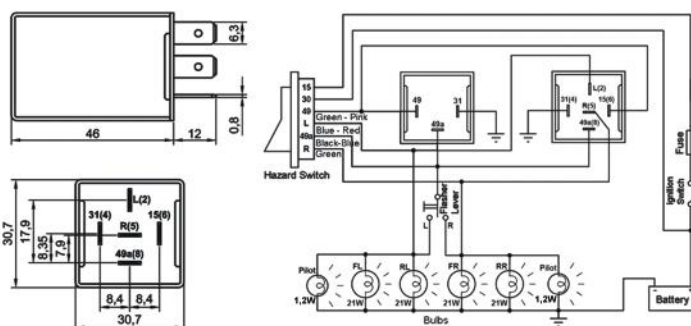 6,3
46
12
0,8
L(2)
31(4)
15(6)
R(5)
49a(8)
30,7
17,9
8,35
7,9
8,4
8,4
30,7
15
30
49
L
49a
R
Green - Pink
Blue - Red
Black-Blue
Green
Hazard Switch
49
31
49a
L(2)
31(4)
R(5)
15(6)
49a(8)
Fuse
Ignition
Switch
Flasher
Lever
L
R
Pilot
FL
RL
FR
RR
Pilot
1,2W
21W
21W
21W
21W
1,2W
Bulbs
Battery